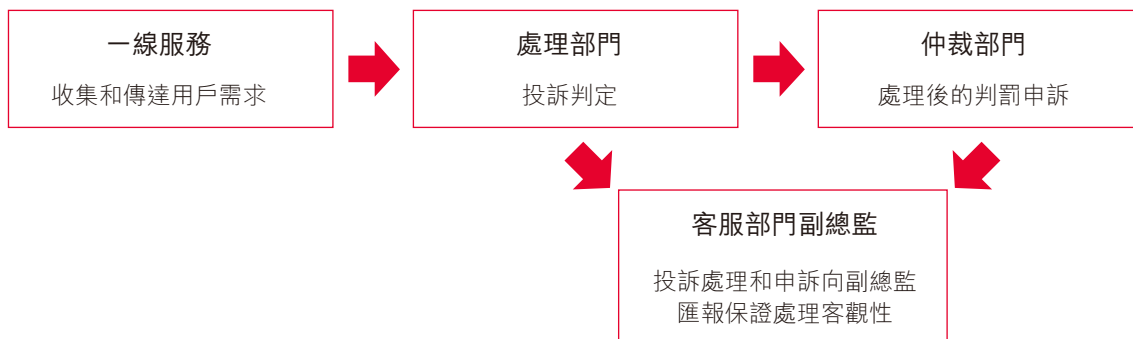 一線服務
收集和傳達用戶需求
處理部門
投訴判定
仲裁部門
處理後的判罰申訴
客服部門副總監
投訴處理和申訴向副總監
匯報保證處理客觀性